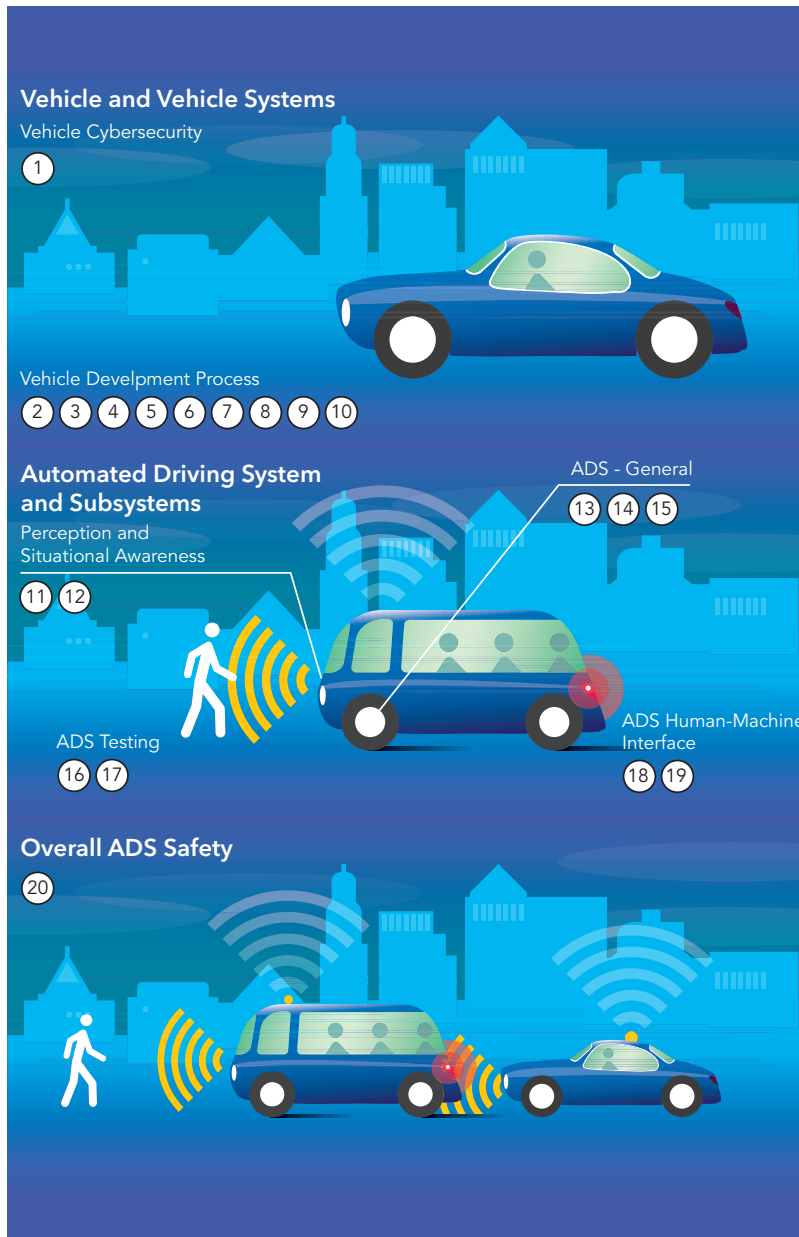 Vehicle and Vehicle Systems
Vehicle Cybersecurity
1
Vehicle Develpment Process
2 3 4 5 6 7 8 9 10
Automated Driving System
and Subsystems
Perception and
Situational Awareness
11 12
ADS - General
13 14 15
ADS Testing
16 17
ADS Human-Machine
Interface
18 19
Overall ADS Safety
20